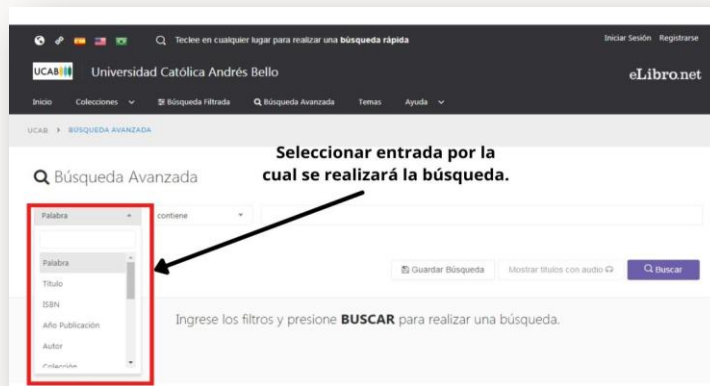 Teclee en cualquier lugar para realizar una búsqueda rápida
Iniciar Sesión Registrarse
UCAB Universidad Católica Andrés Bello
eLibro.net
Inicio Colecciones Búsqueda Filtrada Búsqueda Avanzada Temas Ayuda
UCAB > BÚSQUEDA AVANZADA
Seleccionar entrada por la
cual se realizará la búsqueda.
Búsqueda Avanzada
Palabra contiene
Palabra
Título
ISBN
Año Publicación
Autor
Colección
Guardar Búsqueda Mostrar títulos con audio Buscar
Ingrese los filtros y presione BUSCAR para realizar una búsqueda.